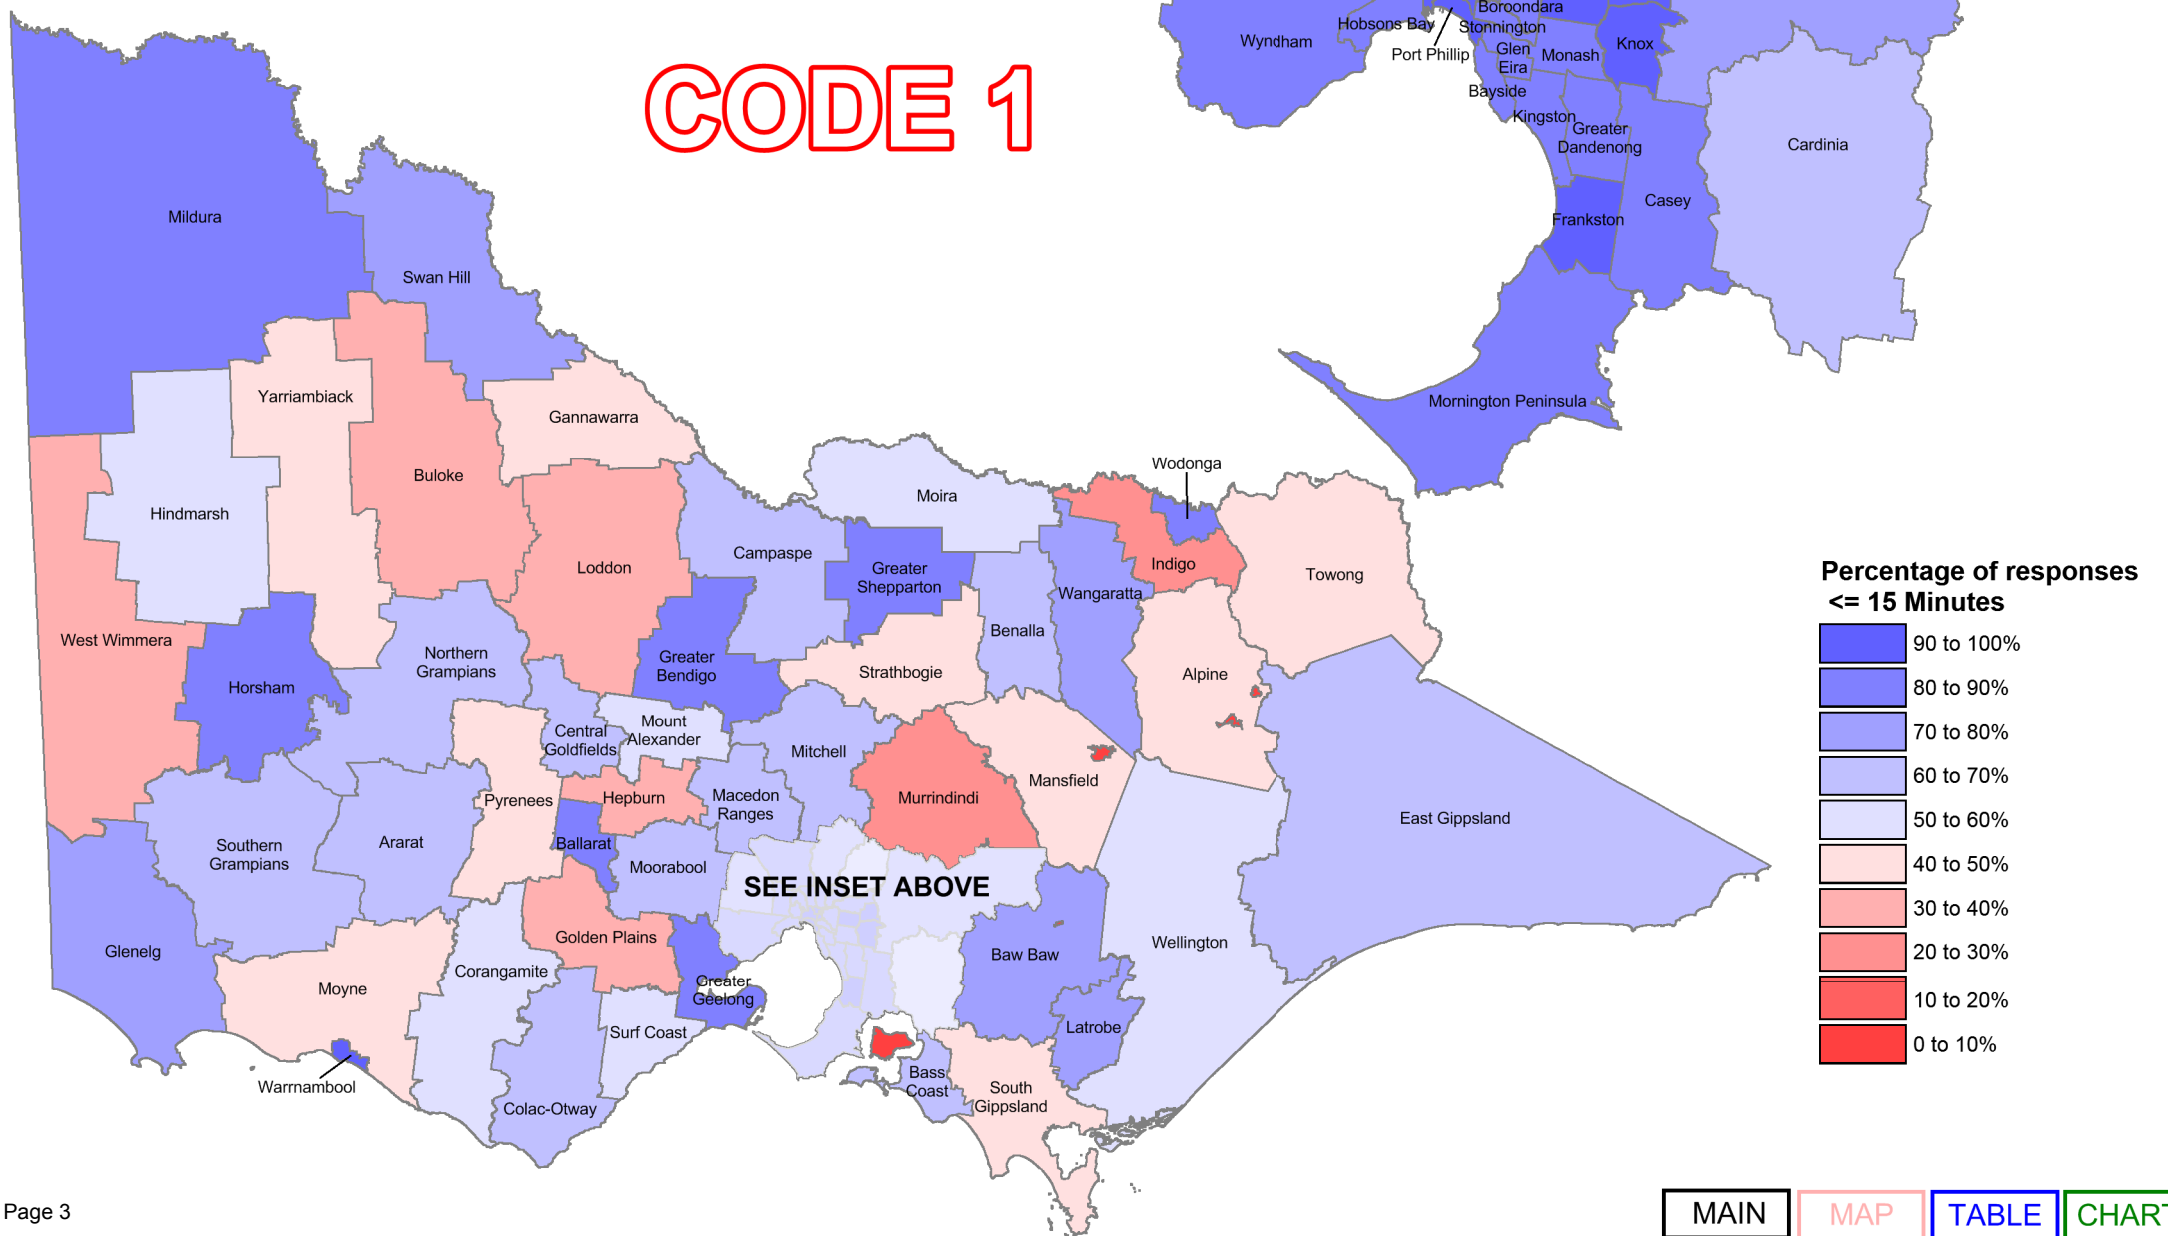 Boroondara
Hobsons Bay
Stonnington
Wyndham
Port Phillip
Glen
Eira
Monash
Knox
Bayside
Kingston
Greater
Dandenong
Cardinia
Casey
Frankston
Mornington Peninsula
CODE 1
Mildura
Swan Hill
Yarriambiack
Gannawarra
Buloke
Hindmarsh
Loddon
Campaspe
Moira
Greater
Shepparton
Wodonga
Indigo
Towong
Wangaratta
Benalla
West Wimmera
Horsham
Northern
Grampians
Greater
Bendigo
Strathbogie
Alpine
Central
Goldfields
Mount
Alexander
Mitchell
Mansfield
Pyrenees
Hepburn
Macedon
Ranges
Murrindindi
East Gippsland
Southern
Grampians
Ararat
Ballarat
Moorabool
SEE INSET ABOVE
Glenelg
Golden Plains
Wellington
Baw Baw
Moyne
Corangamite
Greater
Geelong
Surf Coast
Latrobe
Warrnambool
Colac-Otway
Bass
Coast
South
Gippsland
Percentage of responses
<= 15 Minutes
90 to 100%
80 to 90%
70 to 80%
60 to 70%
50 to 60%
40 to 50%
30 to 40%
20 to 30%
10 to 20%
0 to 10%
Page 3
MAIN
MAP
TABLE
CHART